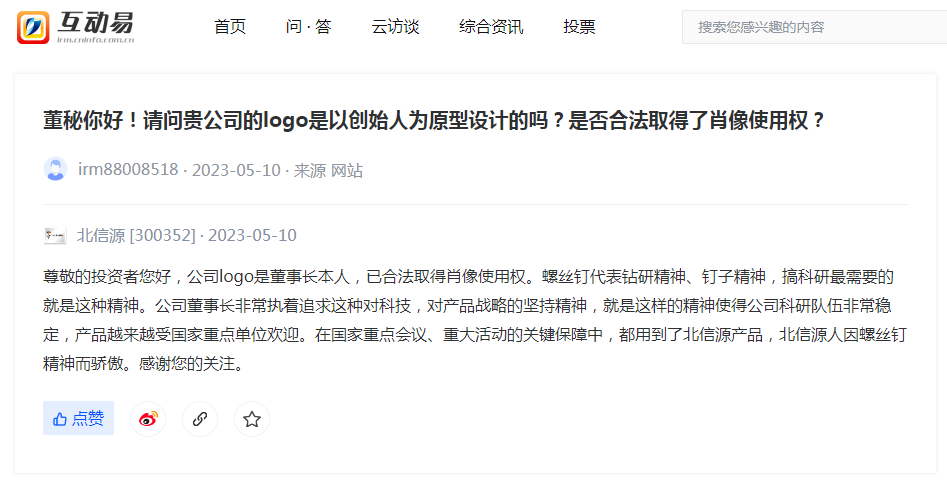 互动易
irm.cninfo.com.cn
首页 问·答 云访谈 综合资讯 投票
搜索您感兴趣的内容
董秘你好！请问贵公司的logo是以创始人为原型设计的吗？是否合法取得了肖像使用权？
irm88008518 · 2023-05-10 · 来源 网站
北信源 [300352] · 2023-05-10
尊敬的投资者您好，公司logo是董事长本人，已合法取得肖像使用权。螺丝钉代表钻研精神、钉子精神，搞科研最需要的
就是这种精神。公司董事长非常执着追求这种对科技，对产品战略的坚持精神，就是这样的精神使得公司科研队伍非常稳
定，产品越来越受国家重点单位欢迎。在国家重点会议、重大活动的关键保障中，都用到了北信源产品，北信源人因螺丝钉
精神而骄傲。感谢您的关注。
点赞